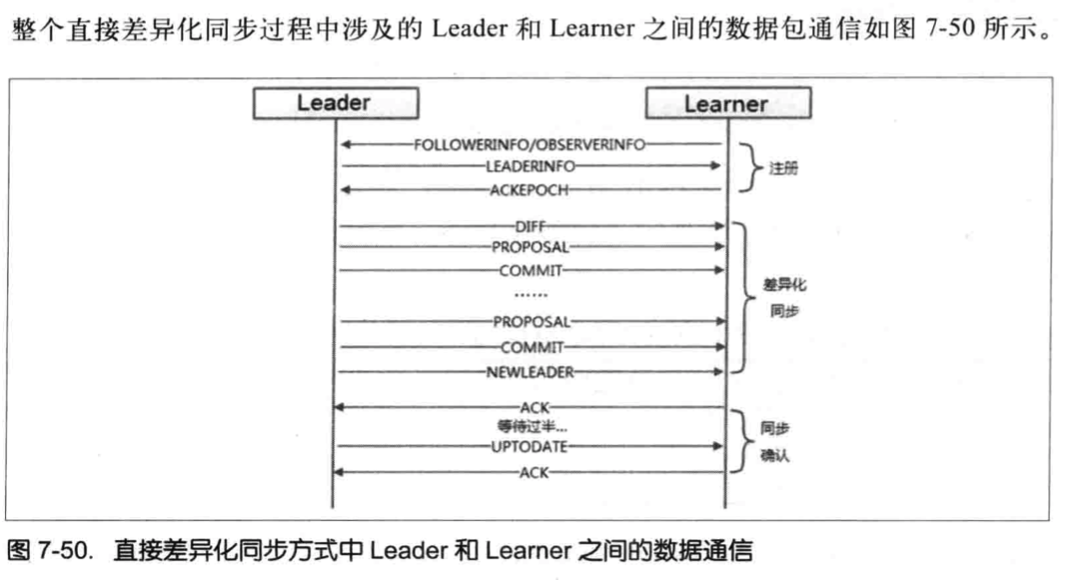 整个直接差异化同步过程中涉及的 Leader 和 Learner 之间的数据包通信如图 7-50 所示。
Leader
Learner
FOLLOWERINFO/OBSERVERINFO
LEADERINFO
ACKEPOCH
注册
DIFF
PROPOSAL
COMMIT
......
PROPOSAL
COMMIT
NEWLEADER
差异化
同步
ACK
等待过半...
UPTODATE
ACK
同步
确认
图 7-50. 直接差异化同步方式中 Leader 和 Learner 之间的数据通信